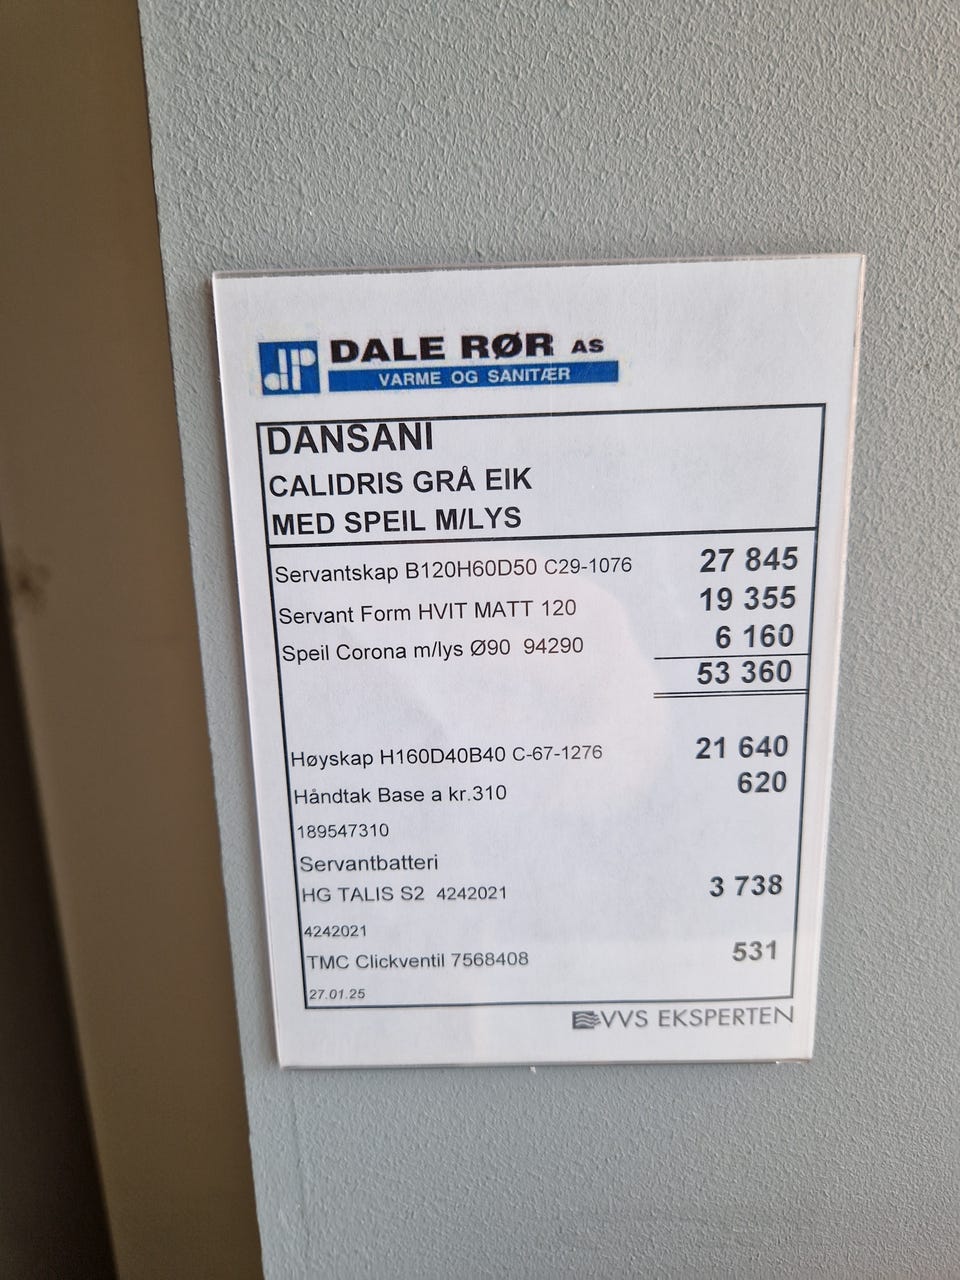 dr
DALE RØR AS
VARME OG SANITÆR
DANSANI
CALIDRIS GRÅ EIK
MED SPEIL M/LYS
Servantskap B120H60D50 C29-1076 27 845
Servant Form HVIT MATT 120 19 355
Speil Corona m/lys Ø90 94290 6 160
53 360
Høyskap H160D40B40 C-67-1276 21 640
Håndtak Base a kr.310 620
189547310
Servantbatteri
HG TALIS S2 4242021 3 738
4242021
TMC Clickventil 7568408 531
27.01.25
VVS EKSPERTEN